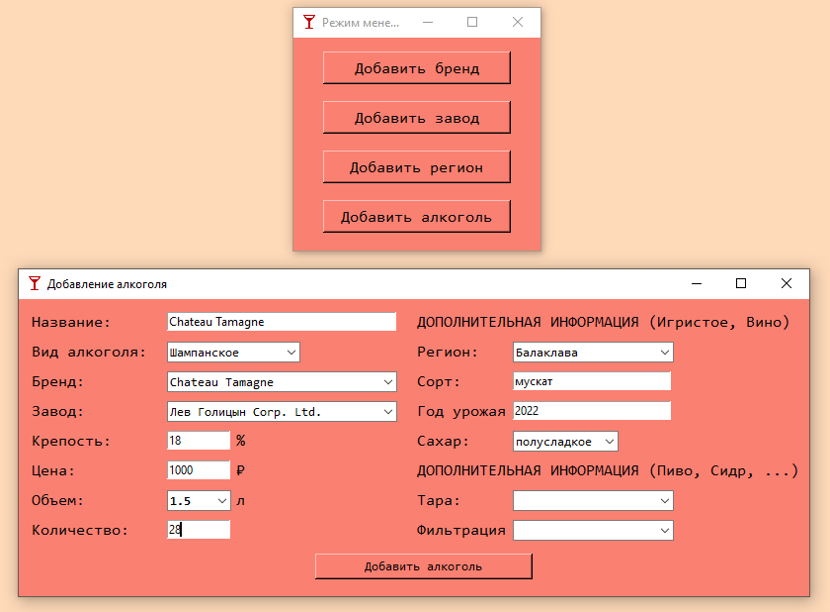 Режим мене...
Добавить бренд
Добавить завод
Добавить регион
Добавить алкоголь
Добавление алкоголя
Название: Chateau Tamagne ДОПОЛНИТЕЛЬНАЯ ИНФОРМАЦИЯ (Игристое, Вино)
Вид алкоголя: Шампанское Регион: Балаклава
Бренд: Chateau Tamagne Сорт: мускат
Завод: Лев Голицын Corp. Ltd. Год урожая 2022
Крепость: 18 % Сахар: полусладкое
Цена: 1000 ₽ ДОПОЛНИТЕЛЬНАЯ ИНФОРМАЦИЯ (Пиво, Сидр, ...)
Объем: 1.5 л Тара:
Количество: 28 Фильтрация
Добавить алкоголь